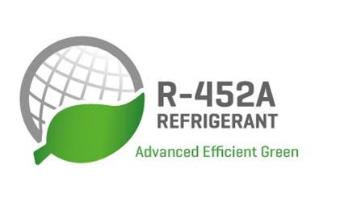 R-452A
REFRIGERANT
Advanced Efficient Green